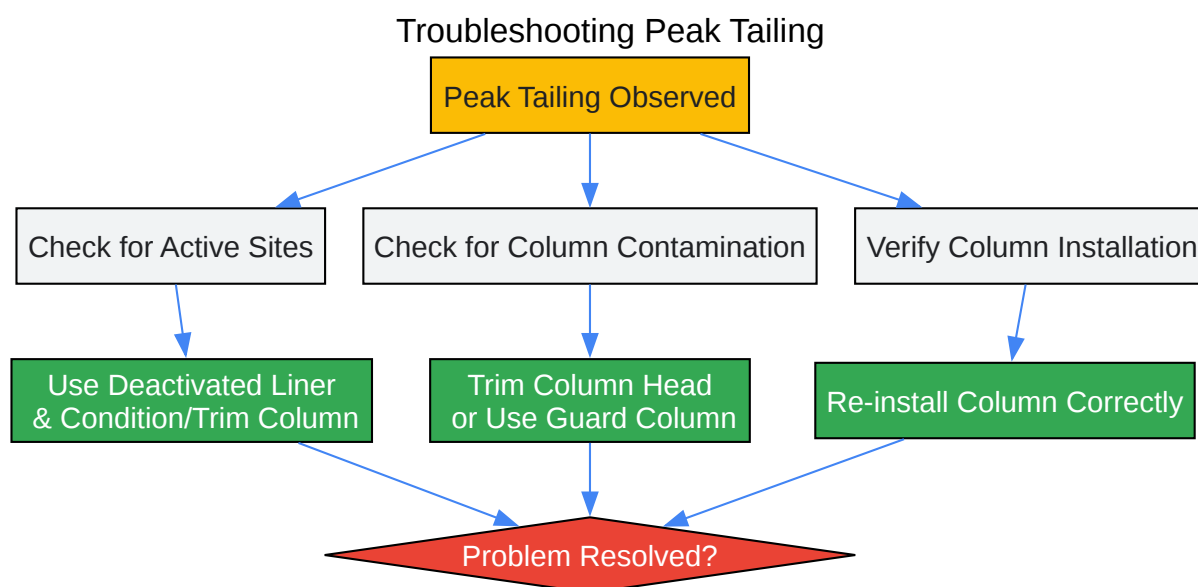 Troubleshooting Peak Tailing
Peak Tailing Observed
Check for Active Sites
Check for Column Contamination
Verify Column Installation
Use Deactivated Liner
& Condition/Trim Column
Trim Column Head
or Use Guard Column
Re-install Column Correctly
Problem Resolved?